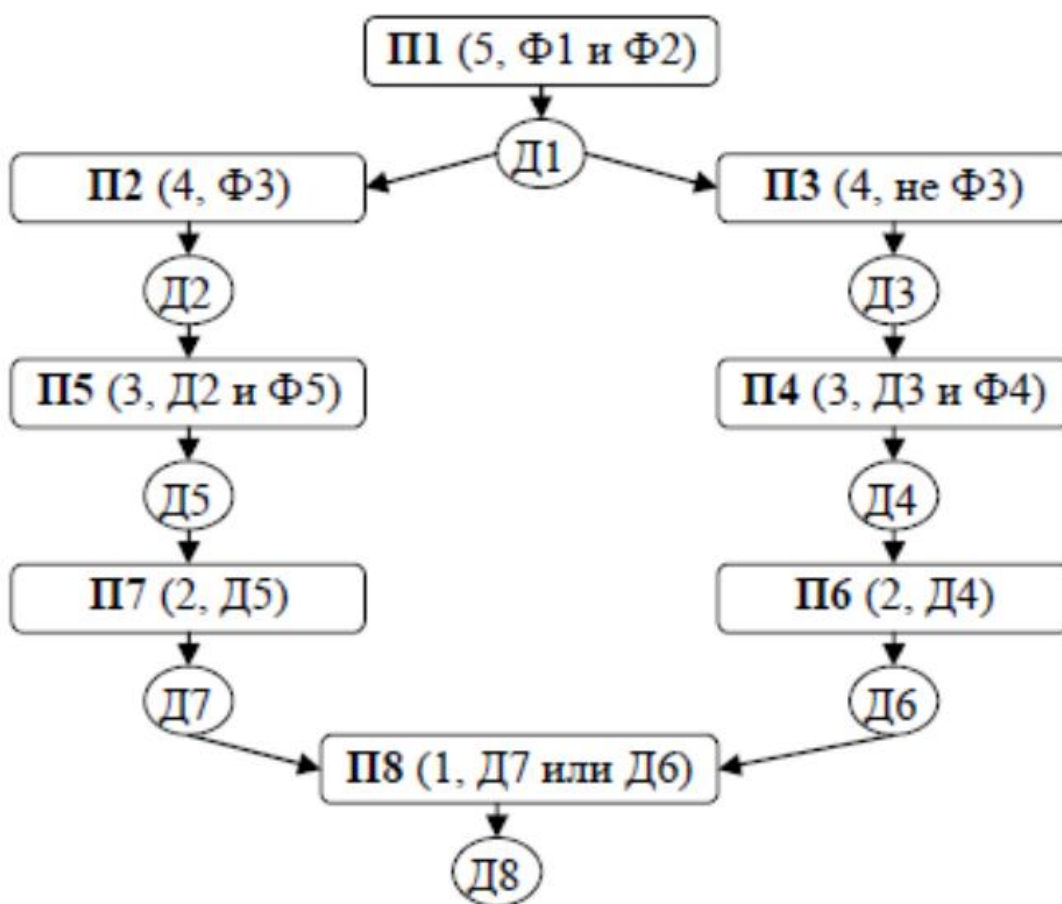 П1 (5, Ф1 и Ф2)
Д1
П2 (4, Ф3)
П3 (4, не Ф3)
Д2
Д3
П5 (3, Д2 и Ф5)
П4 (3, Д3 и Ф4)
Д5
Д4
П7 (2, Д5)
П6 (2, Д4)
Д7
Д6
П8 (1, Д7 или Д6)
Д8